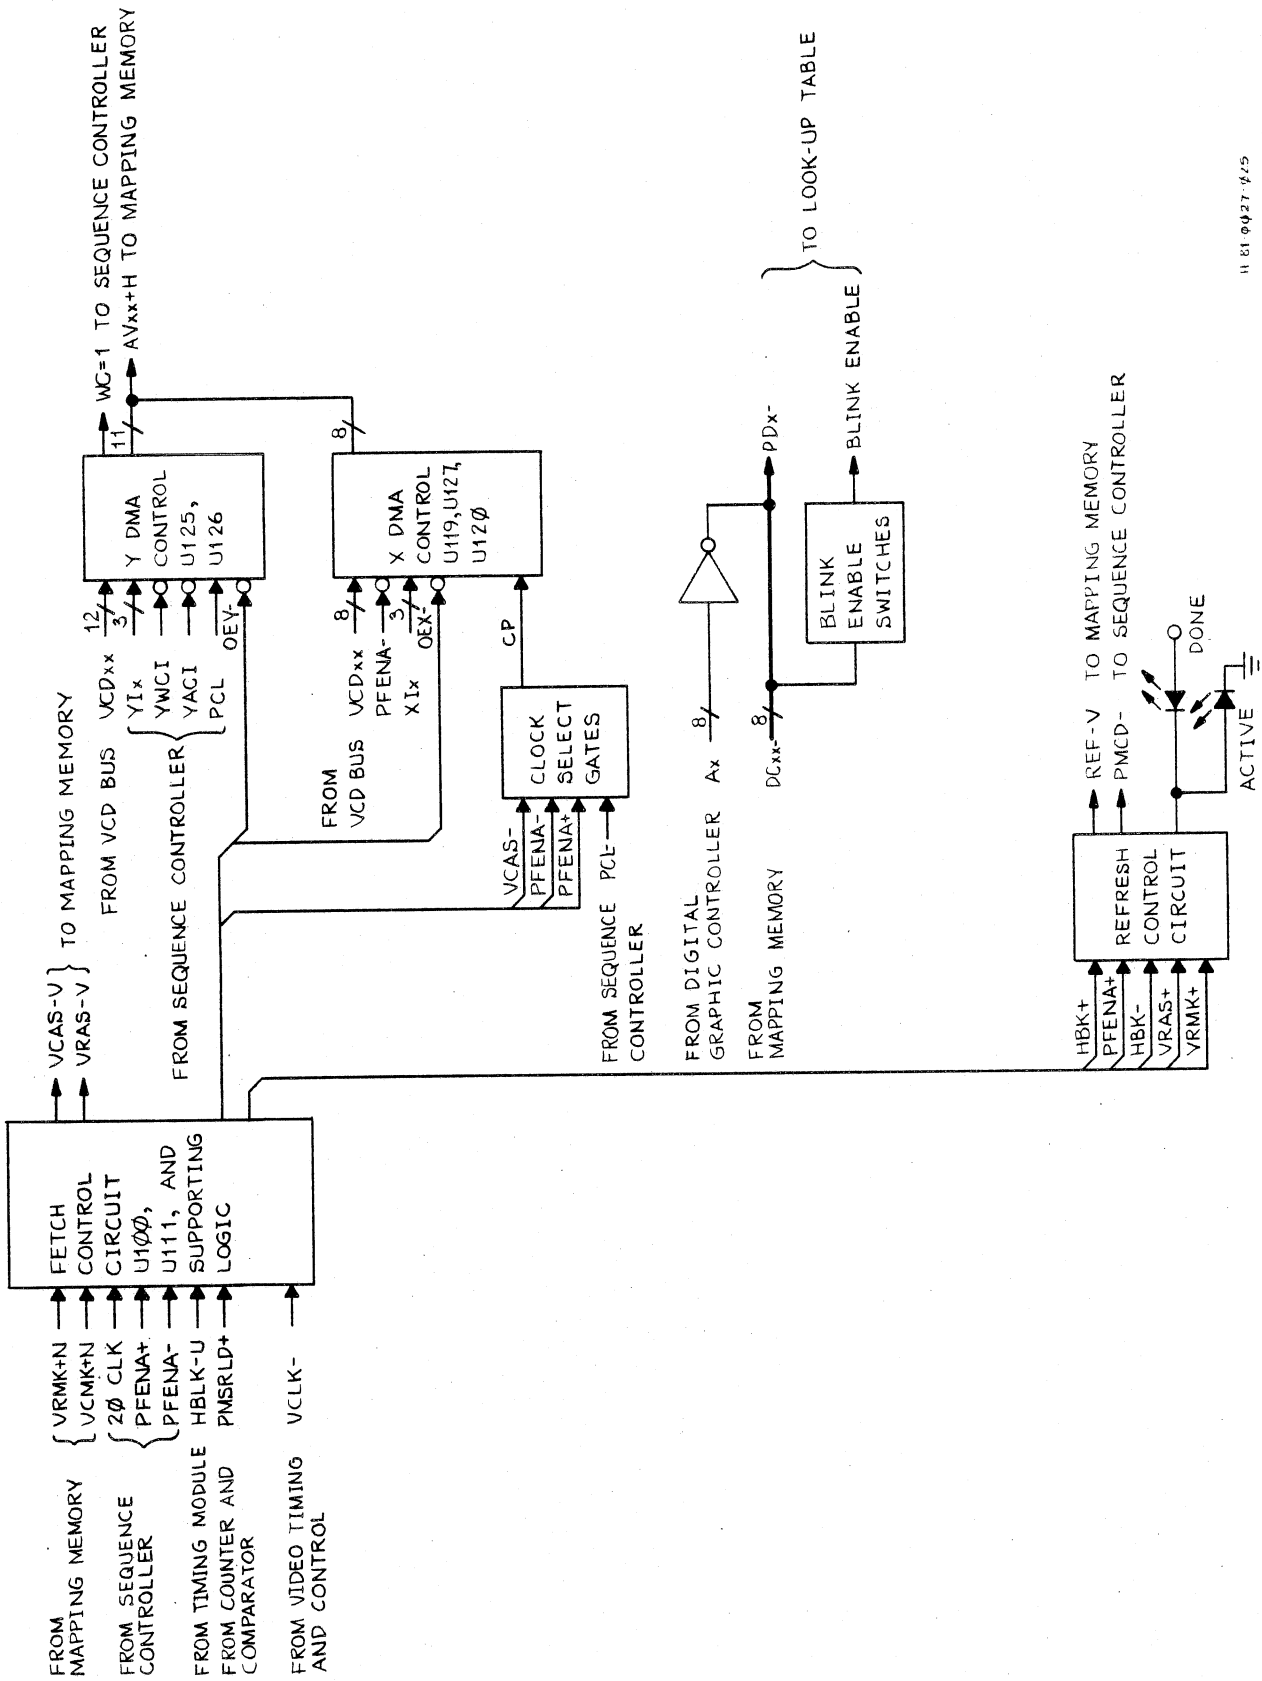 FROM
MAPPING MEMORY
VRMK+N
VCMK+N
FROM SEQUENCE
CONTROLLER
2Ø CLK
PFENA+
PFENA-
FROM TIMING MODULE HBLK-U
FROM COUNTER AND PMSRLD+
COMPARATOR
FROM VIDEO TIMING VCLK-
AND CONTROL
FETCH
CONTROL
CIRCUIT
U1ØØ,
U111, AND
SUPPORTING
LOGIC
VCAS-V
VRAS-V
TO MAPPING MEMORY
FROM VCD BUS VCDxx
12
FROM SEQUENCE CONTROLLER
YIx
3
YWCI
YACI
PCL
OEY-
Y DMA
CONTROL
U125,
U126
WC=1 TO SEQUENCE CONTROLLER
11
AVxx+H TO MAPPING MEMORY
FROM
VCD BUS VCDxx
8
PFENA-
XIx
3
OEX-
X DMA
CONTROL
U119,U127,
U12Ø
8
VCAS-
PFENA-
PFENA+
FROM SEQUENCE PCL-
CONTROLLER
CLOCK
SELECT
GATES
CP
FROM DIGITAL
GRAPHIC CONTROLLER Ax
8
FROM
MAPPING MEMORY DCxx-
8
PDx-
BLINK
ENABLE
SWITCHES
BLINK ENABLE
TO LOOK-UP TABLE
HBK+
PFENA+
HBK-
VRAS+
VRMK+
REFRESH
CONTROL
CIRCUIT
REF-V TO MAPPING MEMORY
PMCD- TO SEQUENCE CONTROLLER
DONE
ACTIVE